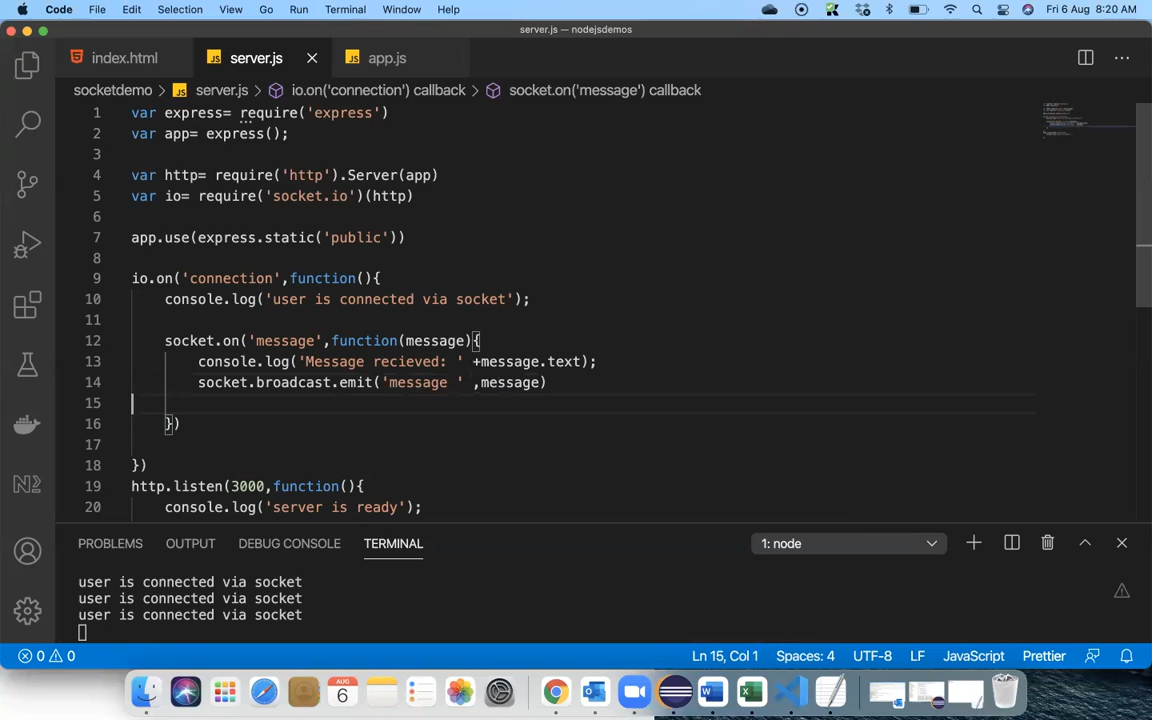 Code File Edit Selection View Go Run Terminal Window Help Fri 6 Aug 8:20 AM
server.js — nodejsdemos
index.html JS server.js JS app.js
socketdemo > JS server.js > io.on('connection') callback > socket.on('message') callback
1 var express= require('express')
2 var app= express();
3
4 var http= require('http').Server(app)
5 var io= require('socket.io')(http)
6
7 app.use(express.static('public'))
8
9 io.on('connection',function(){
10 console.log('user is connected via socket');
11
12 socket.on('message',function(message){
13 console.log('Message recieved: ' +message.text);
14 socket.broadcast.emit('message ' ,message)
15
16 })
17
18 })
19 http.listen(3000,function(){
20 console.log('server is ready');
PROBLEMS OUTPUT DEBUG CONSOLE TERMINAL 1: node
user is connected via socket
user is connected via socket
user is connected via socket
0 0 Ln 15, Col 1 Spaces: 4 UTF-8 LF JavaScript Prettier
AUG
6